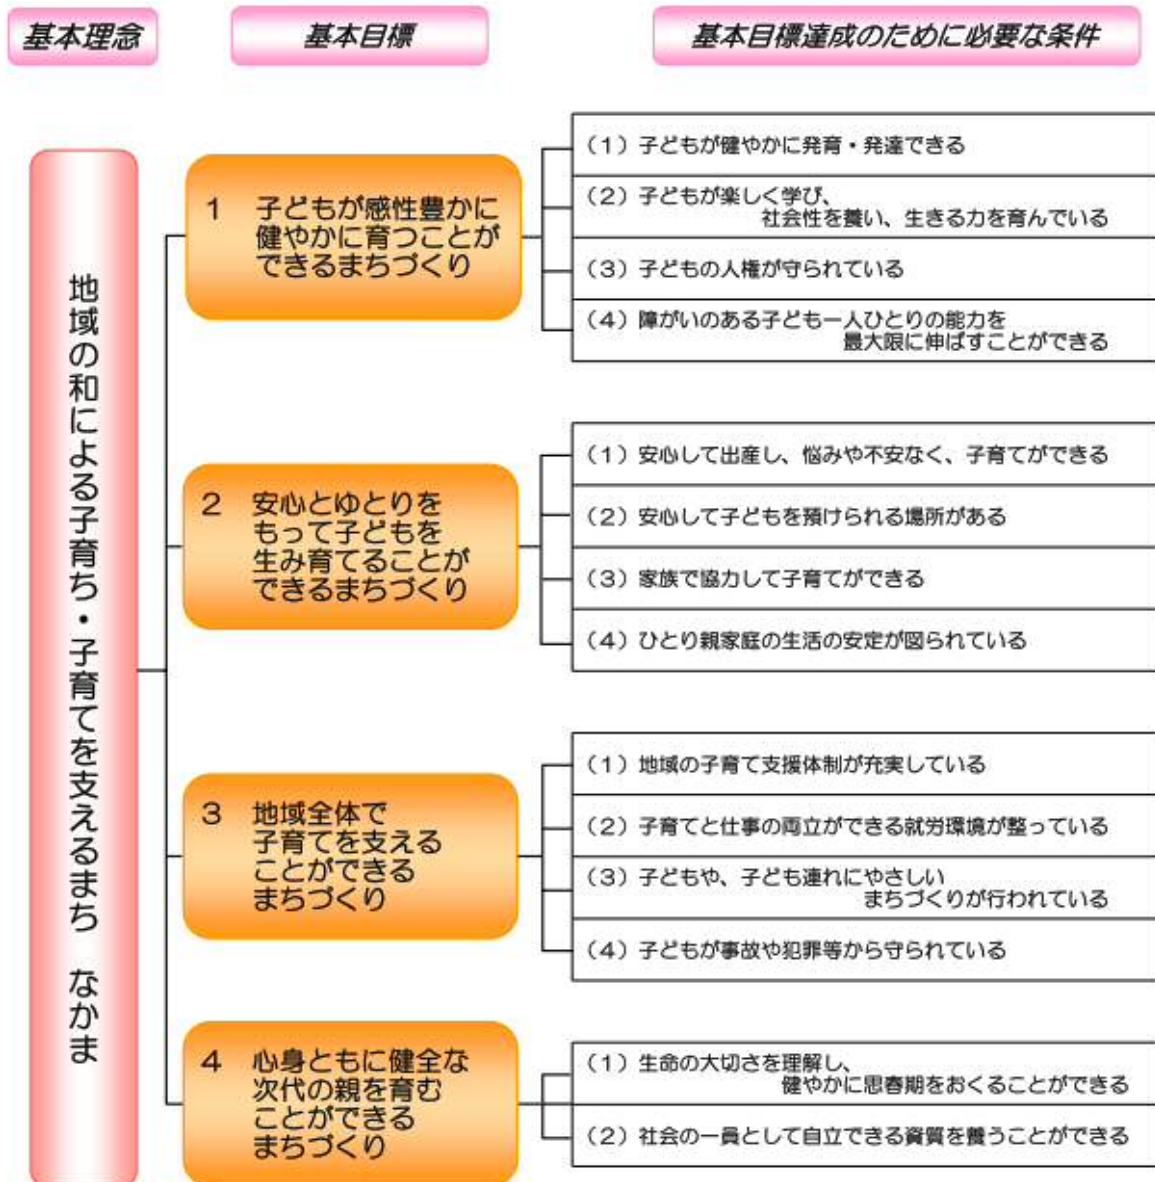 基本理念
基本目標
基本目標達成のために必要な条件
地域の和による子育ち・子育てを支えるまち　なかま
1　子どもが感性豊かに
健やかに育つことが
できるまちづくり
（1）子どもが健やかに発育・発達できる
（2）子どもが楽しく学び、
社会性を養い、生きる力を育んでいる
（3）子どもの人権が守られている
（4）障がいのある子ども一人ひとりの能力を
最大限に伸ばすことができる
2　安心とゆとりを
もって子どもを
生み育てることが
できるまちづくり
（1）安心して出産し、悩みや不安なく、子育てができる
（2）安心して子どもを預けられる場所がある
（3）家族で協力して子育てができる
（4）ひとり親家庭の生活の安定が図られている
3　地域全体で
子育てを支える
ことができる
まちづくり
（1）地域の子育て支援体制が充実している
（2）子育てと仕事の両立ができる就労環境が整っている
（3）子どもや、子ども連れにやさしい
まちづくりが行われている
（4）子どもが事故や犯罪等から守られている
4　心身ともに健全な
次代の親を育む
ことができる
まちづくり
（1）生命の大切さを理解し、
健やかに思春期をおくることができる
（2）社会の一員として自立できる資質を養うことができる